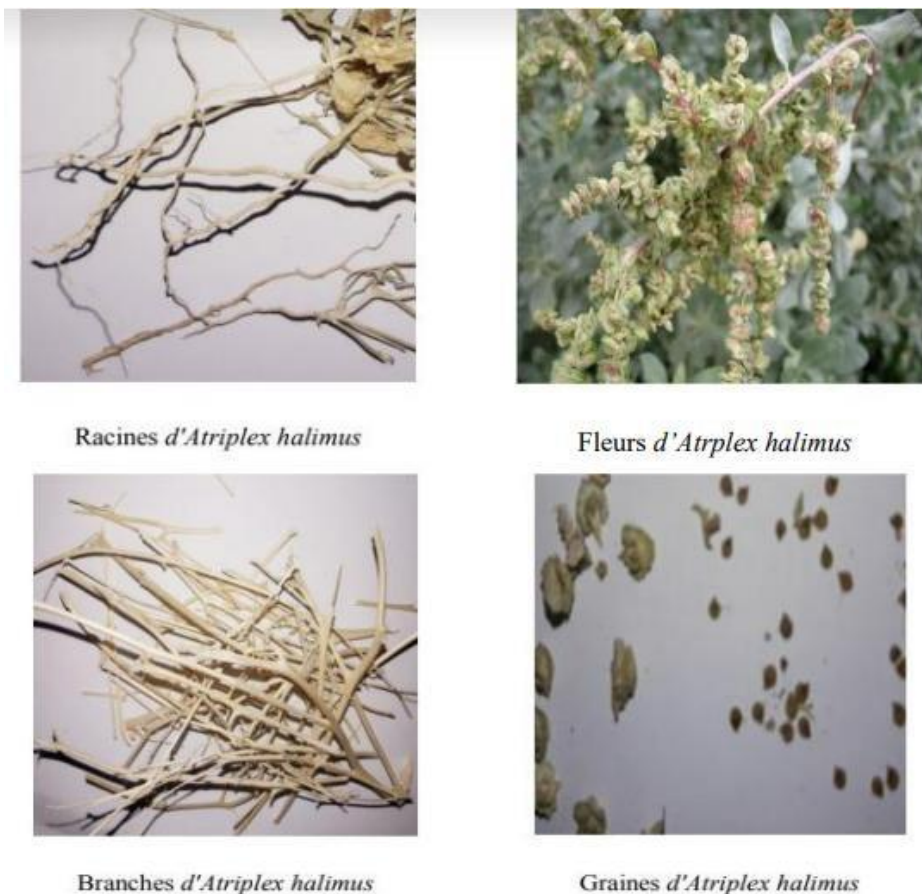 Racines d'Atriplex halimus
Fleurs d’Atrplex halimus
Branches d'Atriplex halimus
Graines d'Atriplex halimus